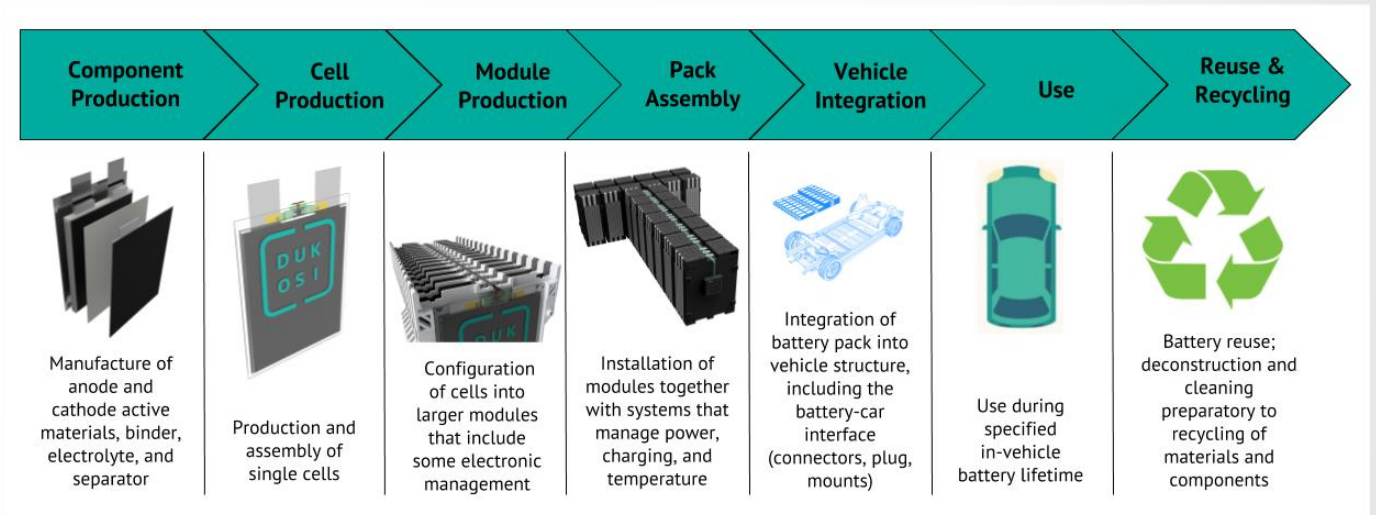 Component
Production
Cell
Production
Module
Production
Pack
Assembly
Vehicle
Integration
Use
Reuse &
Recycling
DUK
OSI
DUK
Manufacture of
anode and
cathode active
materials, binder,
electrolyte, and
separator
Production and
assembly of
single cells
Configuration
of cells into
larger modules
that include
some electronic
management
Installation of
modules together
with systems that
manage power,
charging, and
temperature
Integration of
battery pack into
vehicle structure,
including the
battery-car
interface
(connectors, plug,
mounts)
Use during
specified
in-vehicle
battery lifetime
Battery reuse;
deconstruction and
cleaning
preparatory to
recycling of
materials and
components